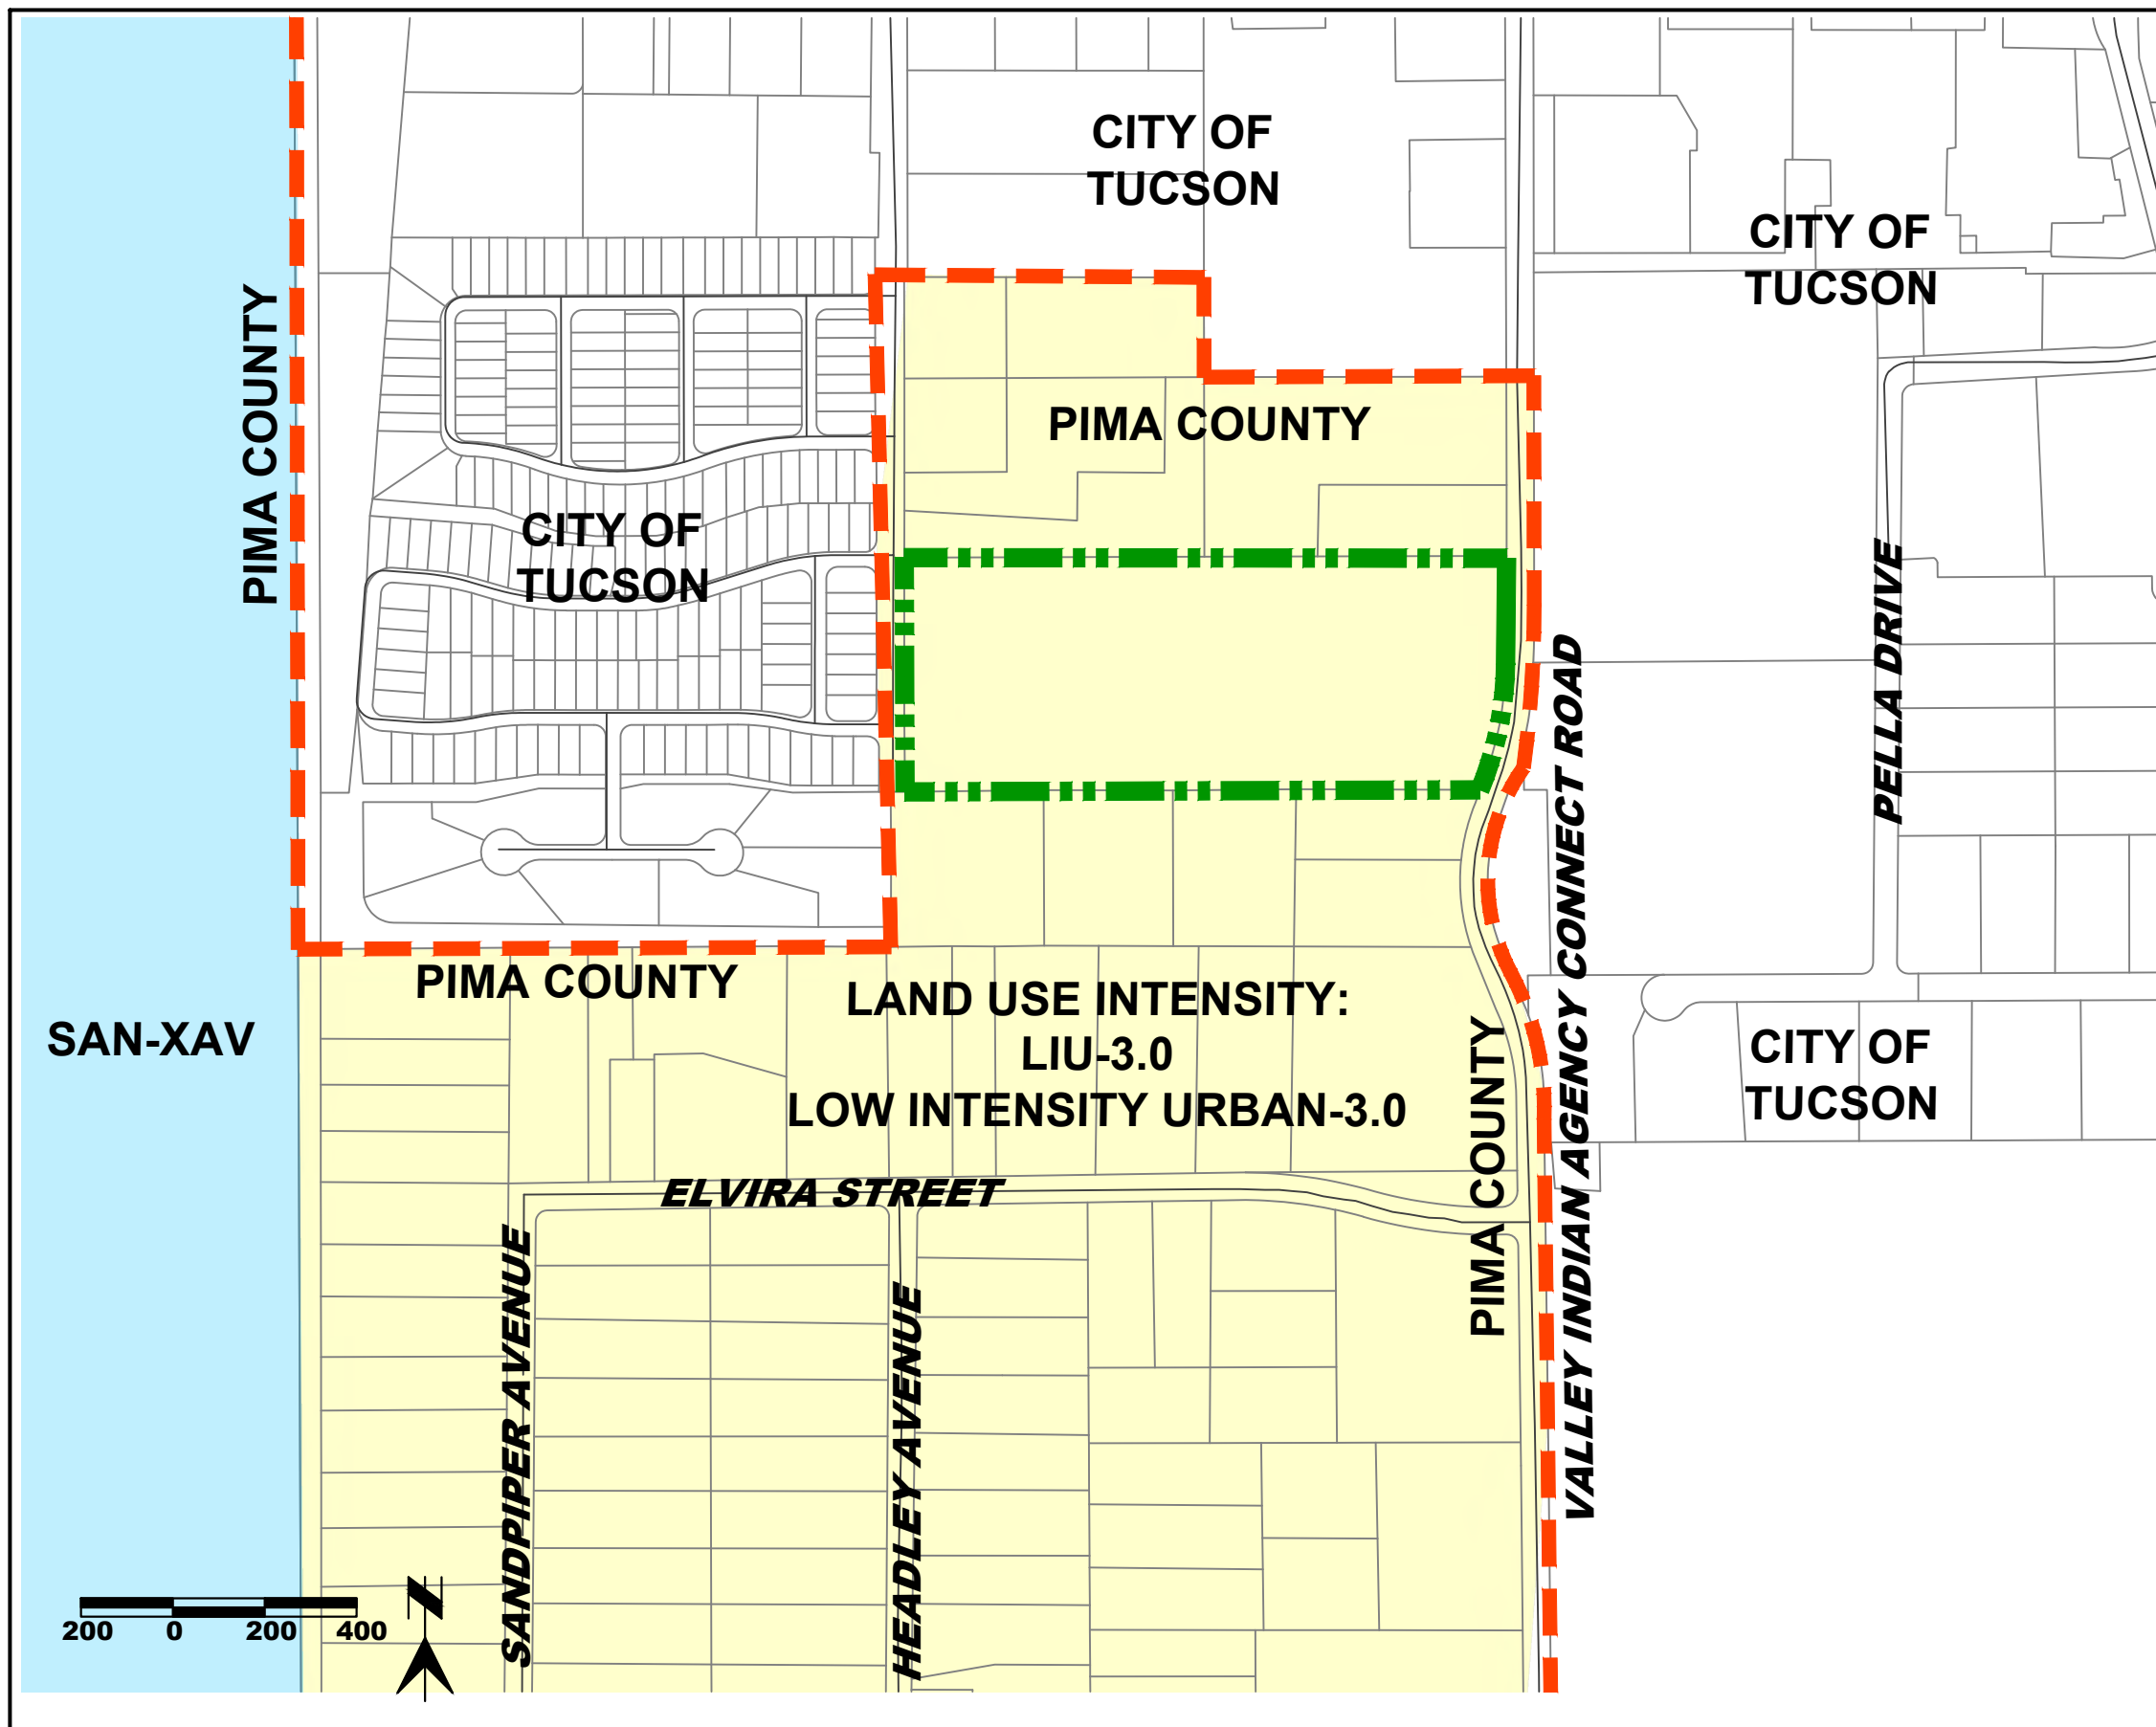 CITY OF
TUCSON
CITY OF
TUCSON
PIMA COUNTY
PIMA COUNTY
CITY OF
TUCSON
PELLA DRIVE
VALLEY INDIAN AGENCY CONNECT ROAD
PIMA COUNTY
SAN-XAV
LAND USE INTENSITY:
LIU-3.0
LOW INTENSITY URBAN-3.0
PIMA COUNTY
CITY OF
TUCSON
ELVIRA STREET
SANDPIPER AVENUE
HEADLEY AVENUE
200 0 200 400
N